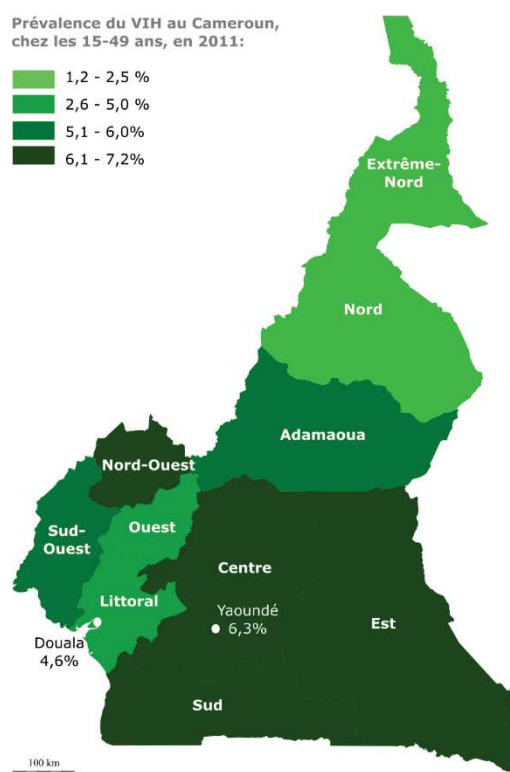 Prévalence du VIH au Cameroun,
chez les 15-49 ans, en 2011:
1,2 - 2,5 %
2,6 - 5,0 %
5,1 - 6,0%
6,1 - 7,2%
Extrême-
Nord
Nord
Adamaoua
Nord-Ouest
Sud-
Ouest
Ouest
Centre
Littoral
Yaoundé
6,3%
Est
Douala
4,6%
Sud
100 km